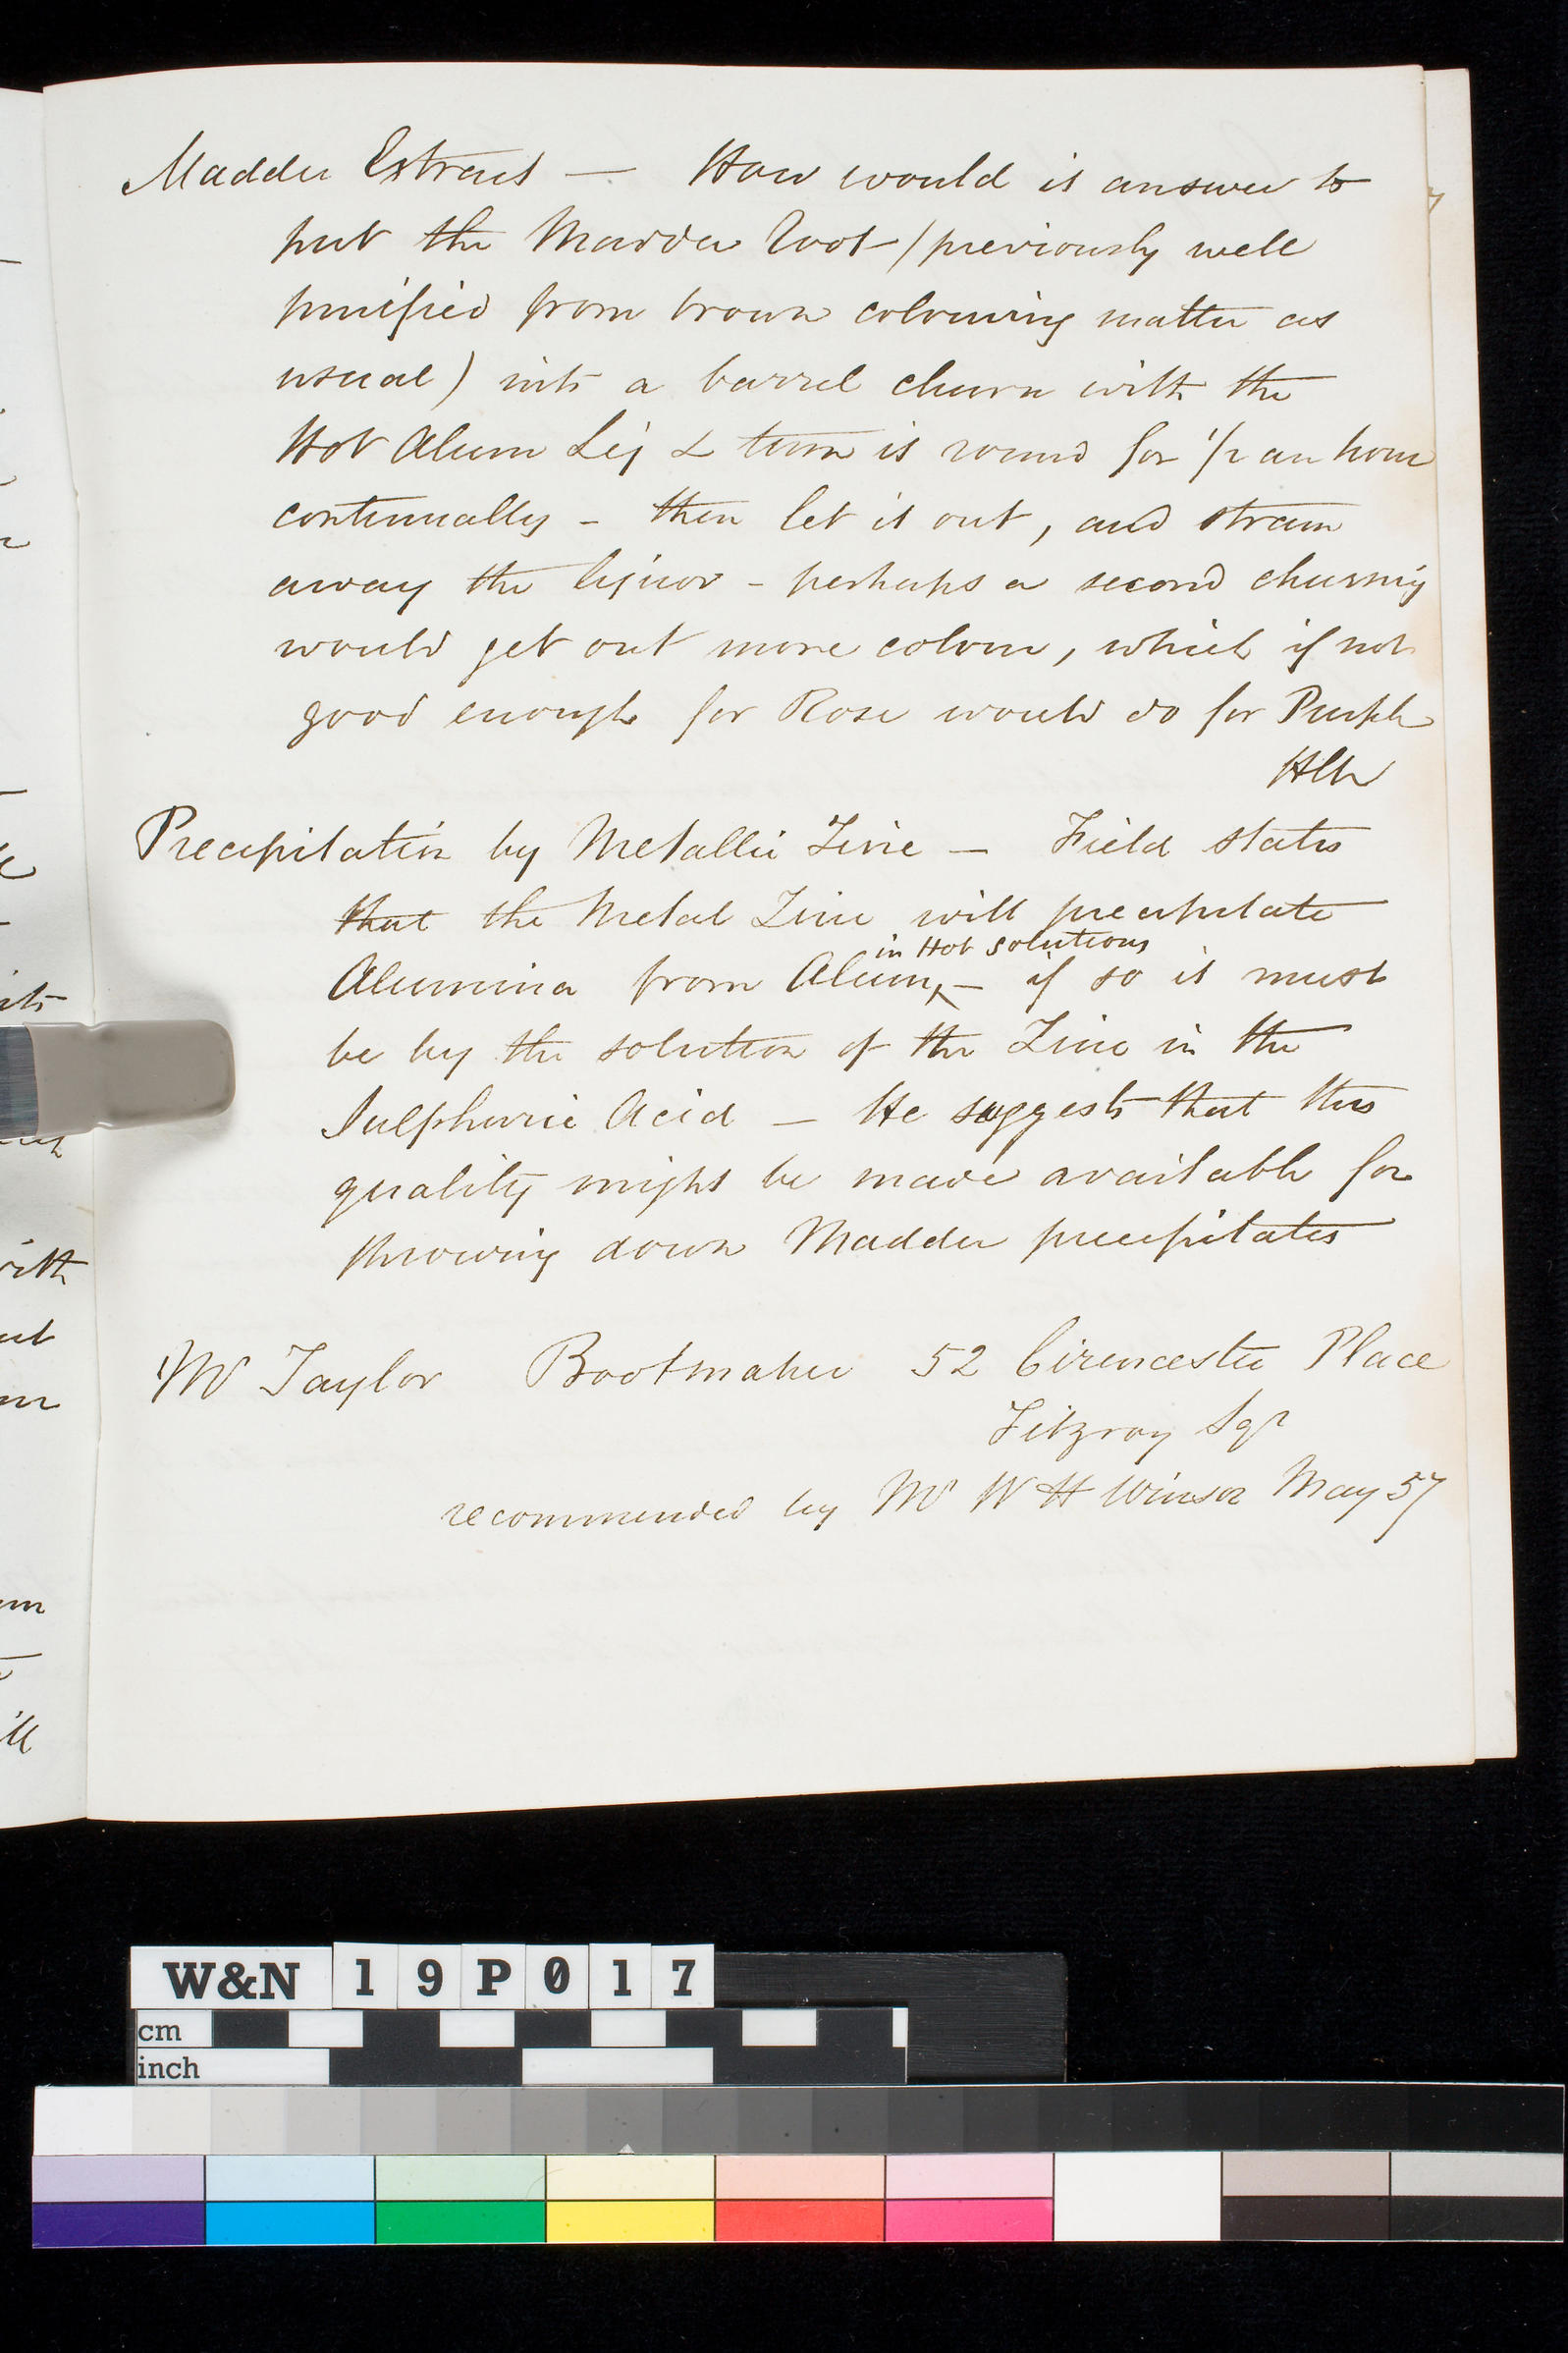 Madder Extract — How would it answer to
put the Madder Root (previously well
purified from brown colouring matter as
usual) into a barrel churn with the
Hot Alum Liq & turn it round for 1/2 an hour
continually - then let it out, and strain
away the liquor - perhaps a second churning
would get out more colour, which if not
good enough for Rose would do for Purple
Precipitation by Metallic Zinc — Field states
that the Metal Zinc will precipitate
in Hot solutions
Alumina from Alum, — if so it must
be by the solution of the Zinc in the
Sulphuric Acid — He suggests that this
quality might be made available for
throwing down Madder precipitates
Mr Taylor Bootmaker 52 Cirencester Place
Fitzroy Sqr
recommended by Mr W H Winsor May 57
W&N 19P017
cm
inch